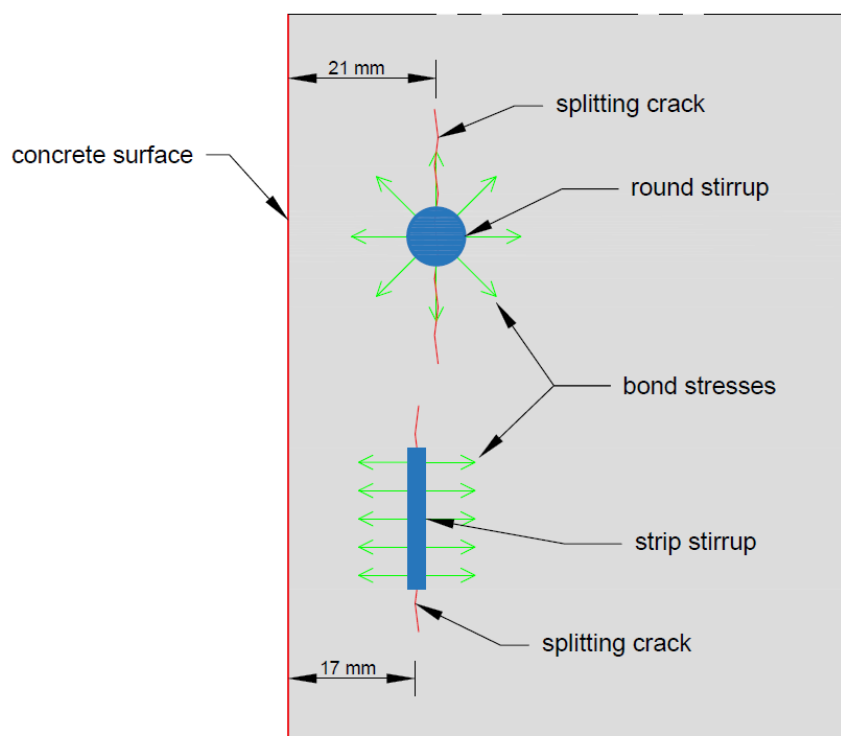 21 mm
splitting crack
concrete surface
round stirrup
bond stresses
strip stirrup
splitting crack
17 mm